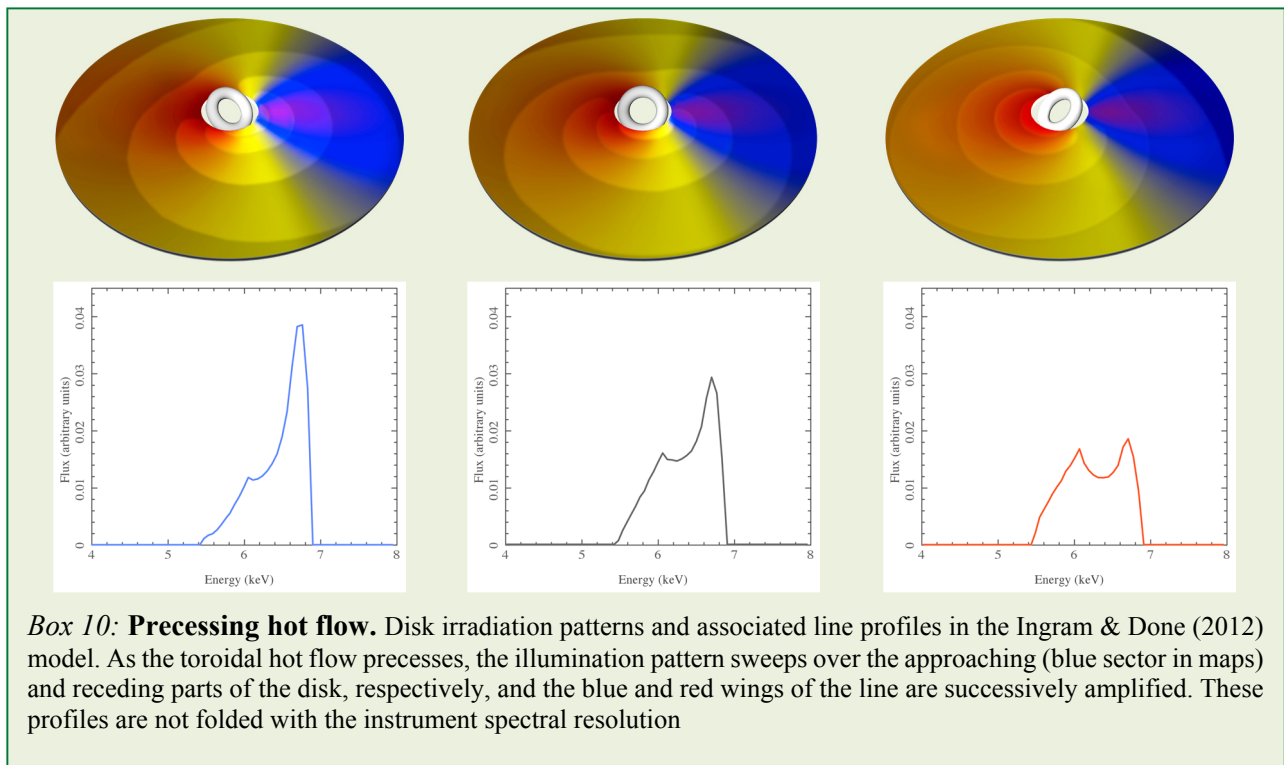 0.04
0.03
0.02
0.01
0
Flux (arbitrary units)
4 5 6 7 8
Energy (keV)
0.04
0.03
0.02
0.01
0
Flux (arbitrary units)
4 5 6 7 8
Energy (keV)
0.04
0.03
0.02
0.01
0
Flux (arbitrary units)
4 5 6 7 8
Energy (keV)
Box 10: Precessing hot flow. Disk irradiation patterns and associated line profiles in the Ingram & Done (2012)
model. As the toroidal hot flow precesses, the illumination pattern sweeps over the approaching (blue sector in maps)
and receding parts of the disk, respectively, and the blue and red wings of the line are successively amplified. These
profiles are not folded with the instrument spectral resolution